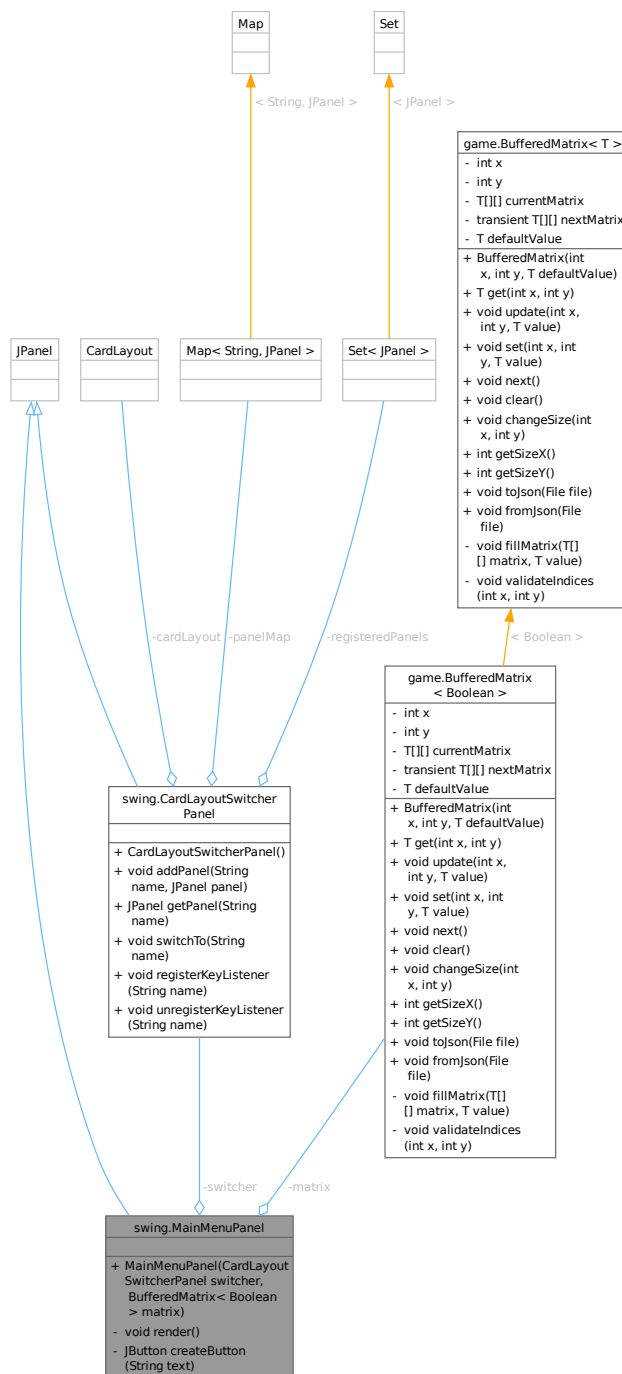 Map
Set
< String, JPanel >
< JPanel >
game.BufferedMatrix< T >
- int x
- int y
- T[][] currentMatrix
- transient T[][] nextMatrix
- T defaultValue
+ BufferedMatrix(int
x, int y, T defaultValue)
+ T get(int x, int y)
+ void update(int x,
int y, T value)
+ void set(int x, int
y, T value)
+ void next()
+ void clear()
+ void changeSize(int
x, int y)
+ int getSizeX()
+ int getSizeY()
+ void toJson(File file)
+ void fromJson(File
file)
- void fillMatrix(T[]
[] matrix, T value)
- void validateIndices
(int x, int y)
JPanel
CardLayout
Map< String, JPanel >
Set< JPanel >
-cardLayout
-panelMap
-registeredPanels
< Boolean >
game.BufferedMatrix
< Boolean >
- int x
- int y
- T[][] currentMatrix
- transient T[][] nextMatrix
- T defaultValue
+ BufferedMatrix(int
x, int y, T defaultValue)
+ T get(int x, int y)
+ void update(int x,
int y, T value)
+ void set(int x, int
y, T value)
+ void next()
+ void clear()
+ void changeSize(int
x, int y)
+ int getSizeX()
+ int getSizeY()
+ void toJson(File file)
+ void fromJson(File
file)
- void fillMatrix(T[]
[] matrix, T value)
- void validateIndices
(int x, int y)
swing.CardLayoutSwitcher
Panel
+ CardLayoutSwitcherPanel()
+ void addPanel(String
name, JPanel panel)
+ JPanel getPanel(String
name)
+ void switchTo(String
name)
+ void registerKeyListener
(String name)
+ void unregisterKeyListener
(String name)
-switcher
-matrix
swing.MainMenuPanel
+ MainMenuPanel(CardLayout
SwitcherPanel switcher,
BufferedMatrix< Boolean
> matrix)
- void render()
- JButton createButton
(String text)